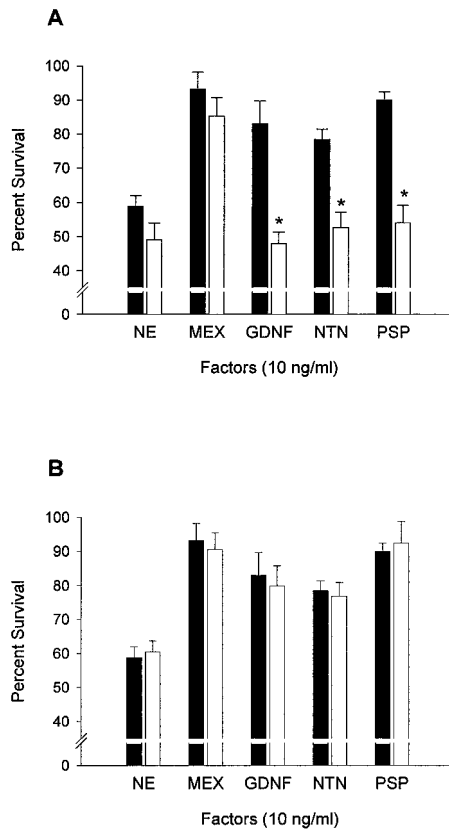 A
Percent Survival
100
90
80
70
60
50
40
0
*
*
*
NE MEX GDNF NTN PSP
Factors (10 ng/ml)
B
Percent Survival
100
90
80
70
60
50
40
0
NE MEX GDNF NTN PSP
Factors (10 ng/ml)